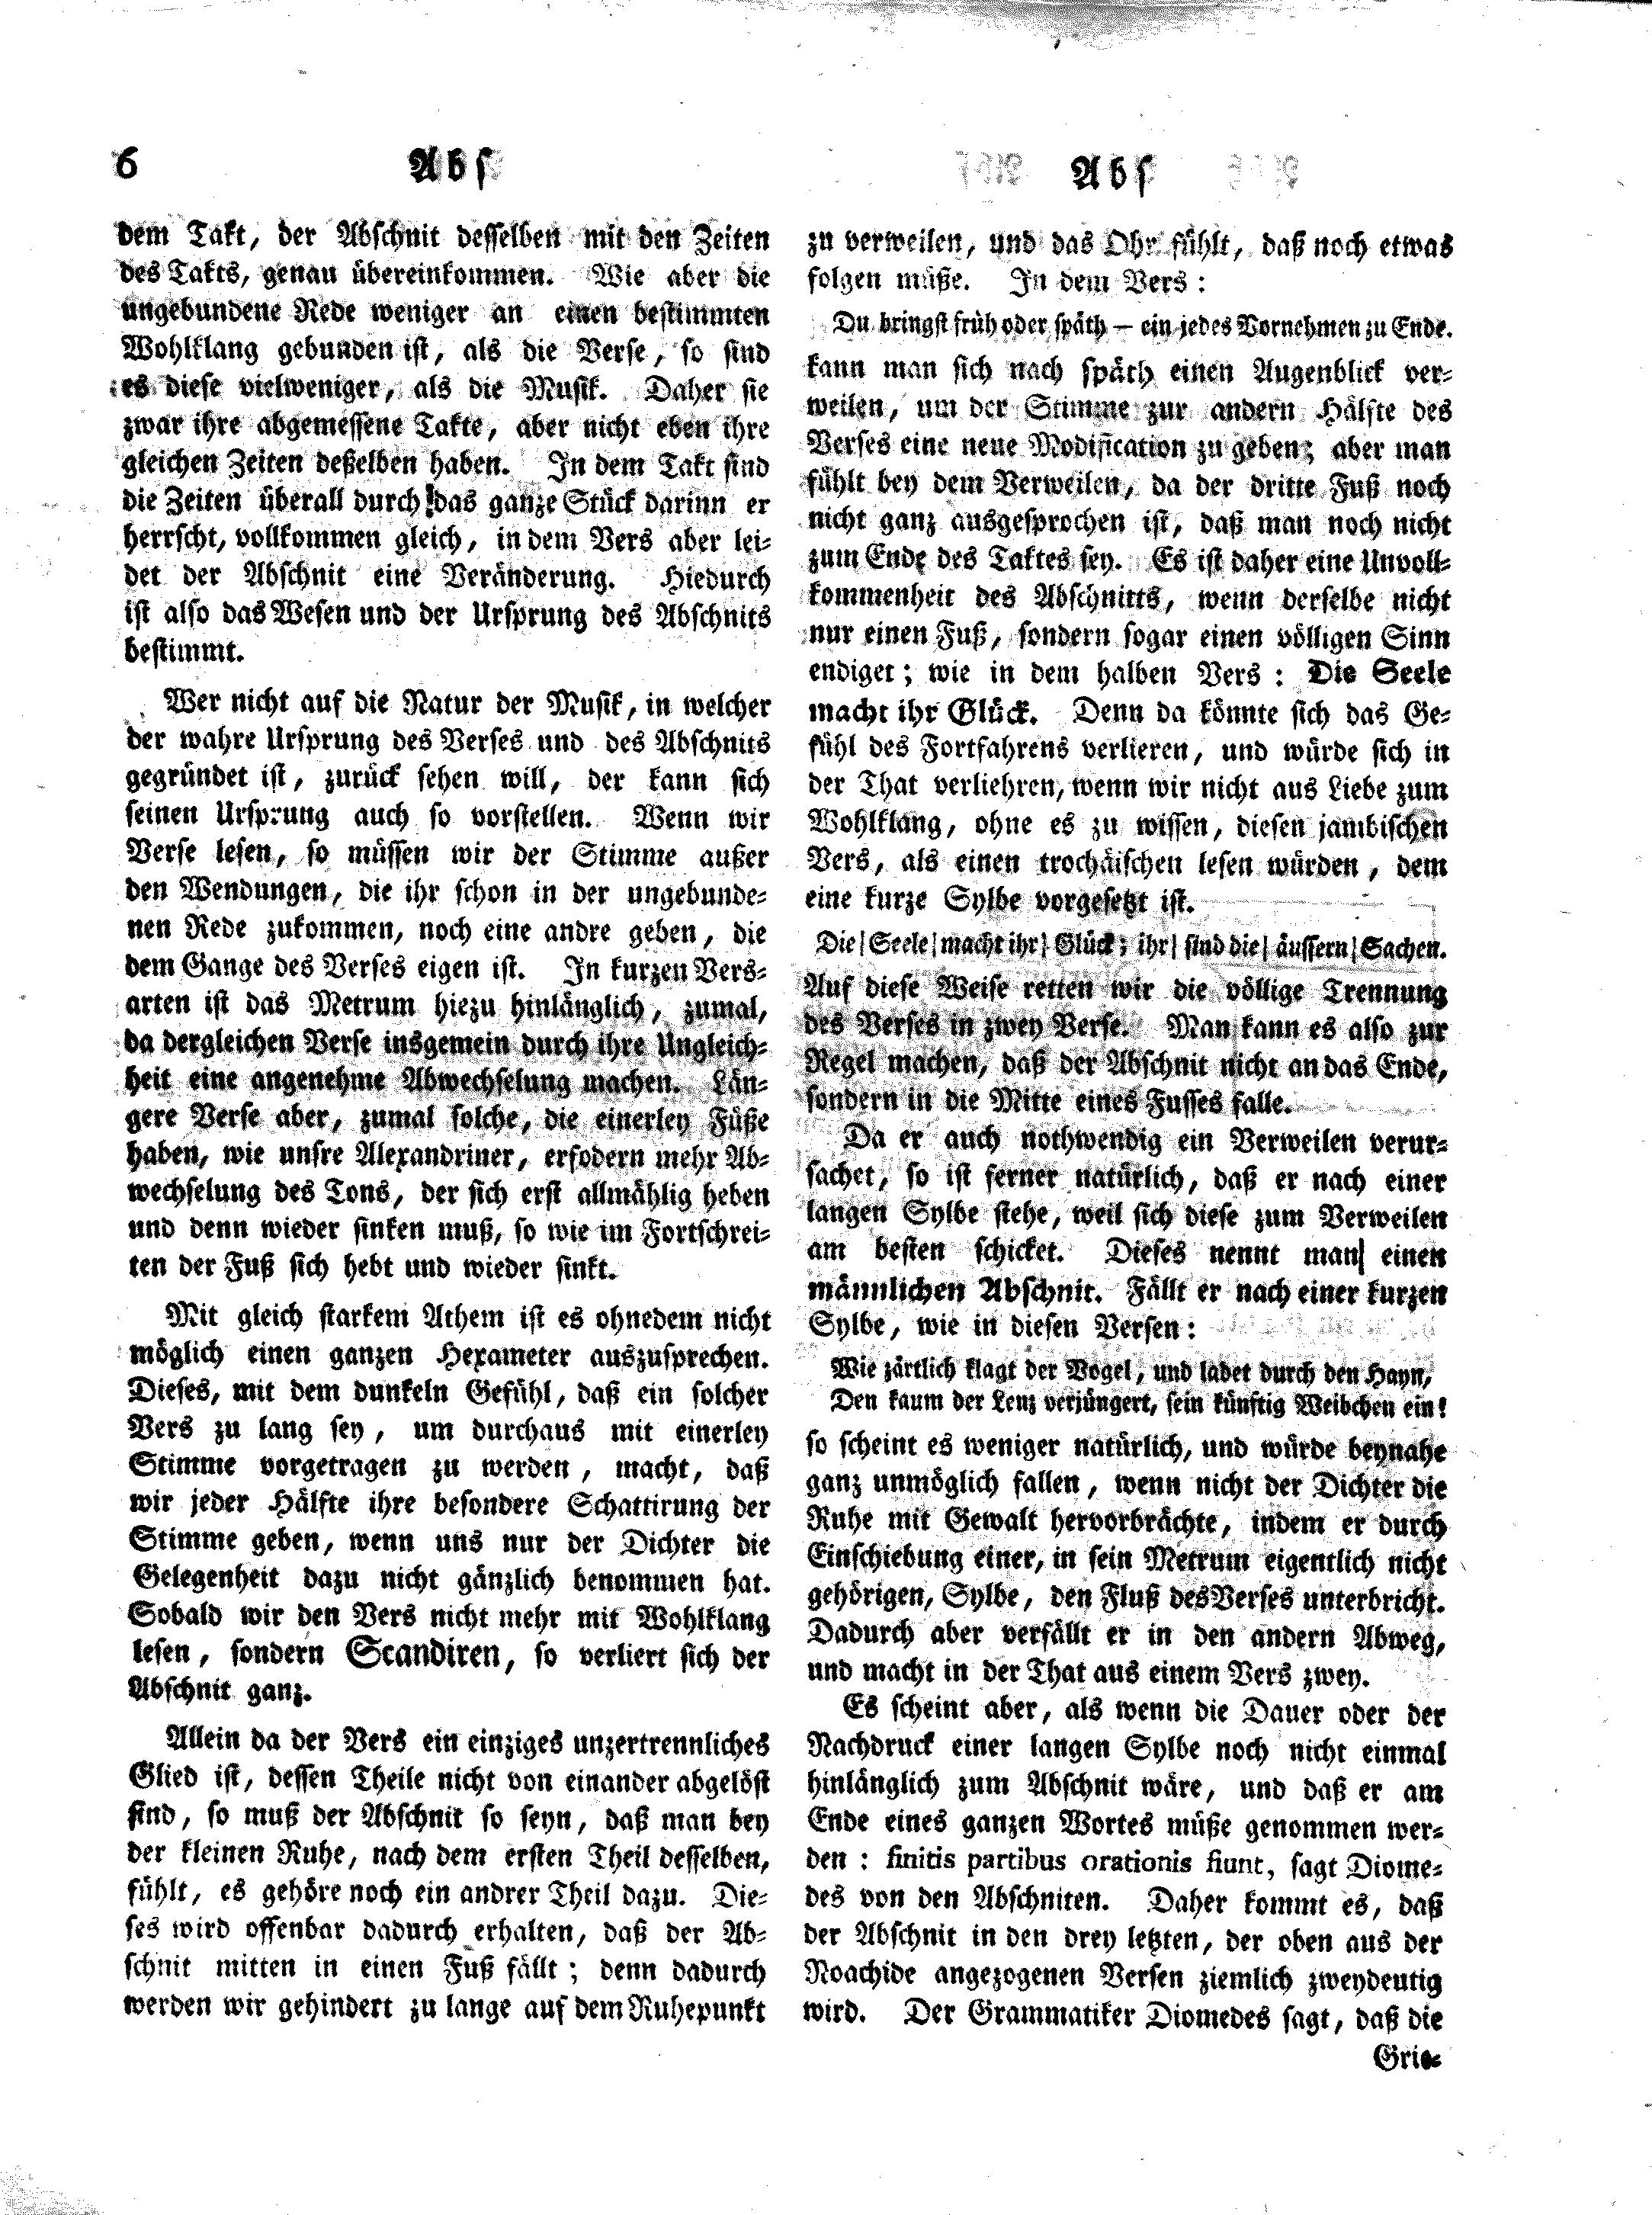 6 Abs
dem Takt, der Abschnit desselben mit den Zeiten
des Takts, genau übereinkommen. Wie aber die
ungebundene Rede weniger an einen bestimmten
Wohlklang gebunden ist, als die Verse, so sind
es diese vielweniger, als die Musik. Daher sie
zwar ihre abgemessene Takte, aber nicht eben ihre
gleichen Zeiten deßelben haben. In dem Takt sind
die Zeiten überall durch das ganze Stück darinn er
herrscht, vollkommen gleich, in dem Vers aber lei-
det der Abschnit eine Veränderung. Hiedurch
ist also das Wesen und der Ursprung des Abschnits
bestimmt.
Wer nicht auf die Natur der Musik, in welcher
der wahre Ursprung des Verses und des Abschnits
gegründet ist, zurück sehen will, der kann sich
seinen Ursprung auch so vorstellen. Wenn wir
Verse lesen, so müssen wir der Stimme außer
den Wendungen, die ihr schon in der ungebunde-
nen Rede zukommen, noch eine andre geben, die
dem Gange des Verses eigen ist. In kurzen Vers-
arten ist das Metrum hiezu hinlänglich, zumal,
da dergleichen Verse insgemein durch ihre Ungleich-
heit eine angenehme Abwechselung machen. Län-
gere Verse aber, zumal solche, die einerley Füße
haben, wie unsre Alexandriner, erfodern mehr Ab-
wechselung des Tons, der sich erst allmählig heben
und denn wieder sinken muß, so wie im Fortschrei-
ten der Fuß sich hebt und wieder sinkt.
Mit gleich starkem Athem ist es ohnedem nicht
möglich einen ganzen Hexameter auszusprechen.
Dieses, mit dem dunkeln Gefühl, daß ein solcher
Vers zu lang sey, um durchaus mit einerley
Stimme vorgetragen zu werden, macht, daß
wir jeder Hälfte ihre besondere Schattirung der
Stimme geben, wenn uns nur der Dichter die
Gelegenheit dazu nicht gänzlich benommen hat.
Sobald wir den Vers nicht mehr mit Wohlklang
lesen, sondern Scandiren, so verliert sich der
Abschnit ganz.
Allein da der Vers ein einziges unzertrennliches
Glied ist, dessen Theile nicht von einander abgelöst
sind, so muß der Abschnit so seyn, daß man bey
der kleinen Ruhe, nach dem ersten Theil desselben,
fühlt, es gehöre noch ein andrer Theil dazu. Die-
ses wird offenbar dadurch erhalten, daß der Ab-
schnit mitten in einen Fuß fällt; denn dadurch
werden wir gehindert zu lange auf dem Ruhepunkt
Abs
zu verweilen, und das Ohr fühlt, daß noch etwas
folgen müße. In dem Vers:
Du bringst früh oder späth — ein jedes Vornehmen zu Ende.
kann man sich nach späth einen Augenblick ver-
weilen, um der Stimme zur andern Hälfte des
Verses eine neue Modification zu geben; aber man
fühlt bey dem Verweilen, da der dritte Fuß noch
nicht ganz ausgesprochen ist, daß man noch nicht
zum Ende des Taktes sey. Es ist daher eine Unvoll-
kommenheit des Abschnitts, wenn derselbe nicht
nur einen Fuß, sondern sogar einen völligen Sinn
endiget; wie in dem halben Vers: Die Seele
macht ihr Glück. Denn da könnte sich das Ge-
fühl des Fortfahrens verlieren, und würde sich in
der That verliehren, wenn wir nicht aus Liebe zum
Wohlklang, ohne es zu wissen, diesen jambischen
Vers, als einen trochäischen lesen würden, dem
eine kurze Sylbe vorgesetzt ist.
Die| Seele| macht ihr| Glück; ihr| sind die| äussern| Sachen.
Auf diese Weise retten wir die völlige Trennung
des Verses in zwey Verse. Man kann es also zur
Regel machen, daß der Abschnit nicht an das Ende,
sondern in die Mitte eines Fusses falle.
Da er auch nothwendig ein Verweilen verur-
sachet, so ist ferner natürlich, daß er nach einer
langen Sylbe stehe, weil sich diese zum Verweilen
am besten schicket. Dieses nennt man einen
männlichen Abschnit. Fällt er nach einer kurzen
Sylbe, wie in diesen Versen:
Wie zärtlich klagt der Vogel, und ladet durch den Hayn,
Den kaum der Lenz verjüngert, sein künftig Weibchen ein!
so scheint es weniger natürlich, und würde beynahe
ganz unmöglich fallen, wenn nicht der Dichter die
Ruhe mit Gewalt hervorbrächte, indem er durch
Einschiebung einer, in sein Metrum eigentlich nicht
gehörigen, Sylbe, den Fluß des Verses unterbricht.
Dadurch aber verfällt er in den andern Abweg,
und macht in der That aus einem Vers zwey.
Es scheint aber, als wenn die Dauer oder der
Nachdruck einer langen Sylbe noch nicht einmal
hinlänglich zum Abschnit wäre, und daß er am
Ende eines ganzen Wortes müße genommen wer-
den: finitis partibus orationis fiunt, sagt Diome-
des von den Abschniten. Daher kommt es, daß
der Abschnit in den drey letzten, der oben aus der
Noachide angezogenen Versen ziemlich zweydeutig
wird. Der Grammatiker Diomedes sagt, daß die
Grie-